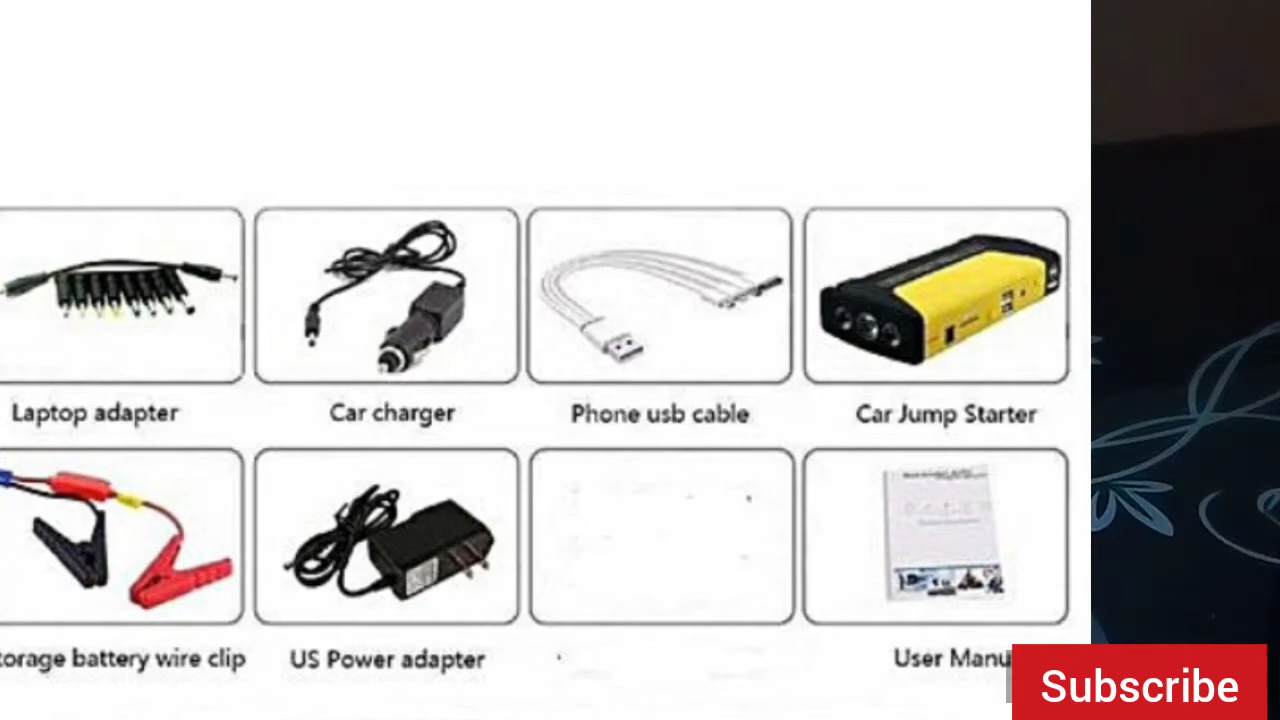 Laptop adapter
Car charger
Phone usb cable
Car Jump Starter
torage battery wire clip
US Power adapter
User Manu
Subscribe